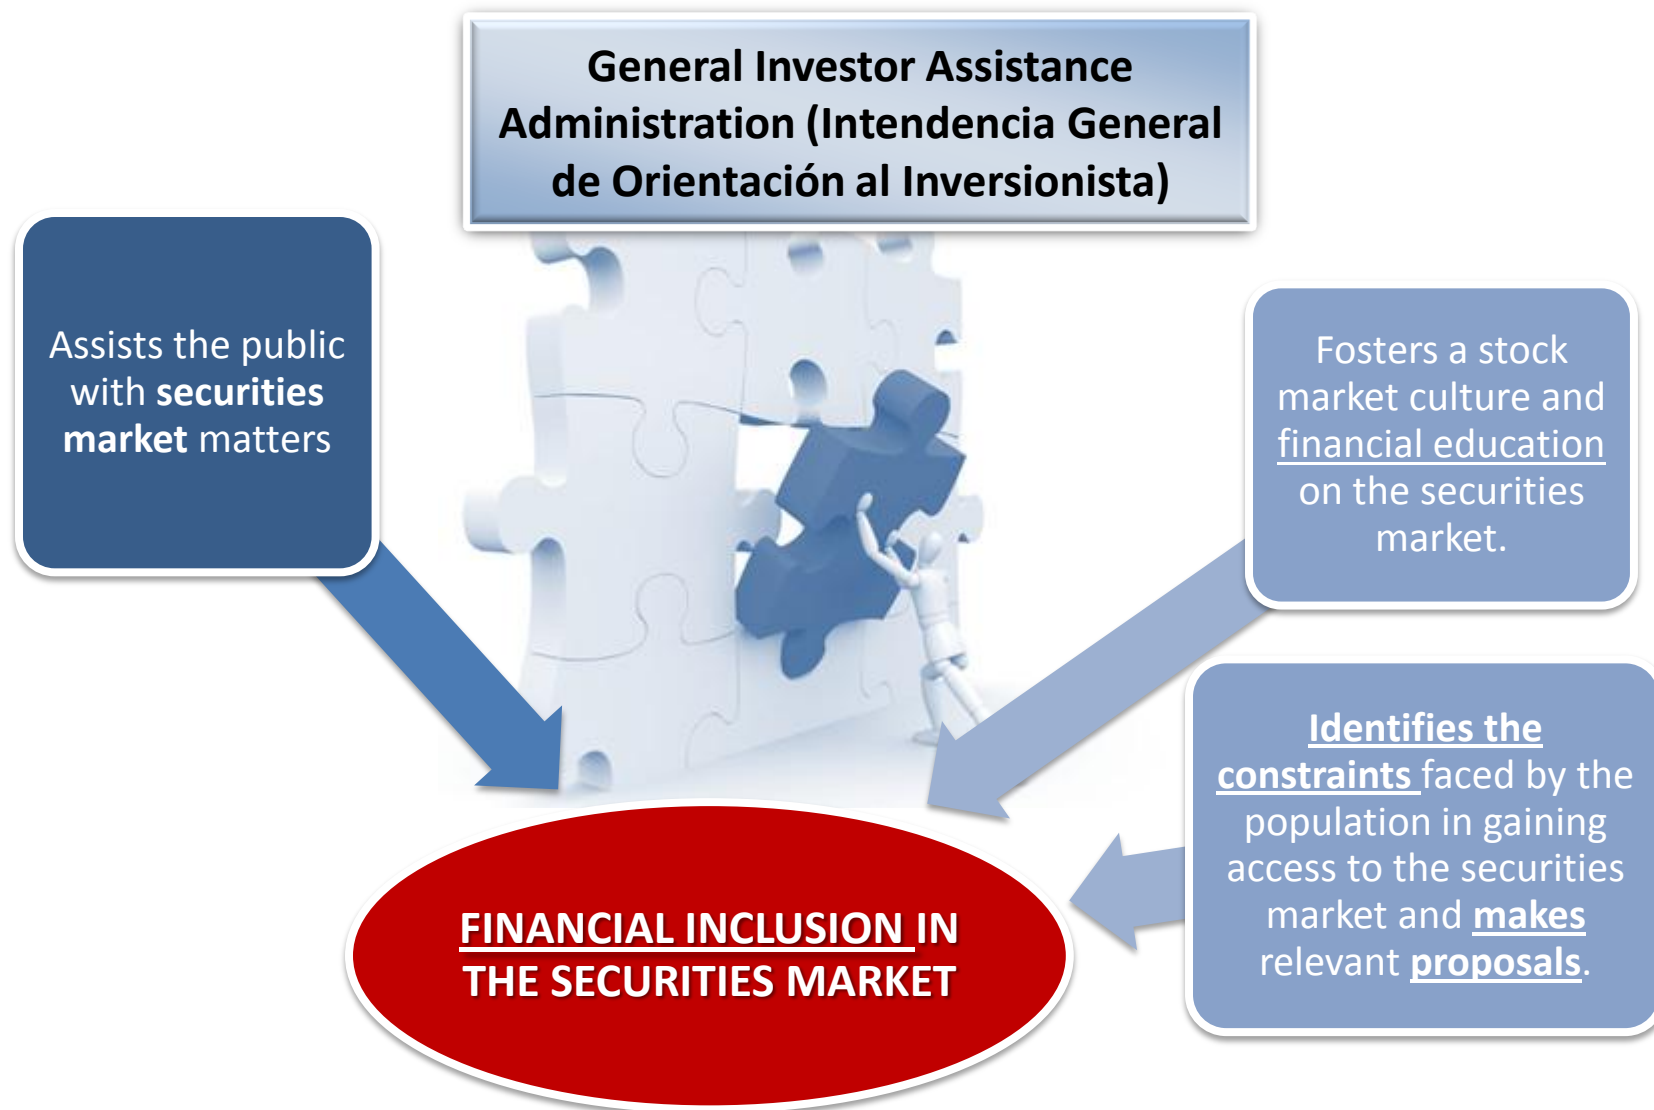 General Investor Assistance
Administration (Intendencia General
de Orientación al Inversionista)
Assists the public
with securities
market matters
Fosters a stock
market culture and
financial education
on the securities
market.
Identifies the
constraints faced by the
population in gaining
access to the securities
market and makes
relevant proposals.
FINANCIAL INCLUSION IN
THE SECURITIES MARKET